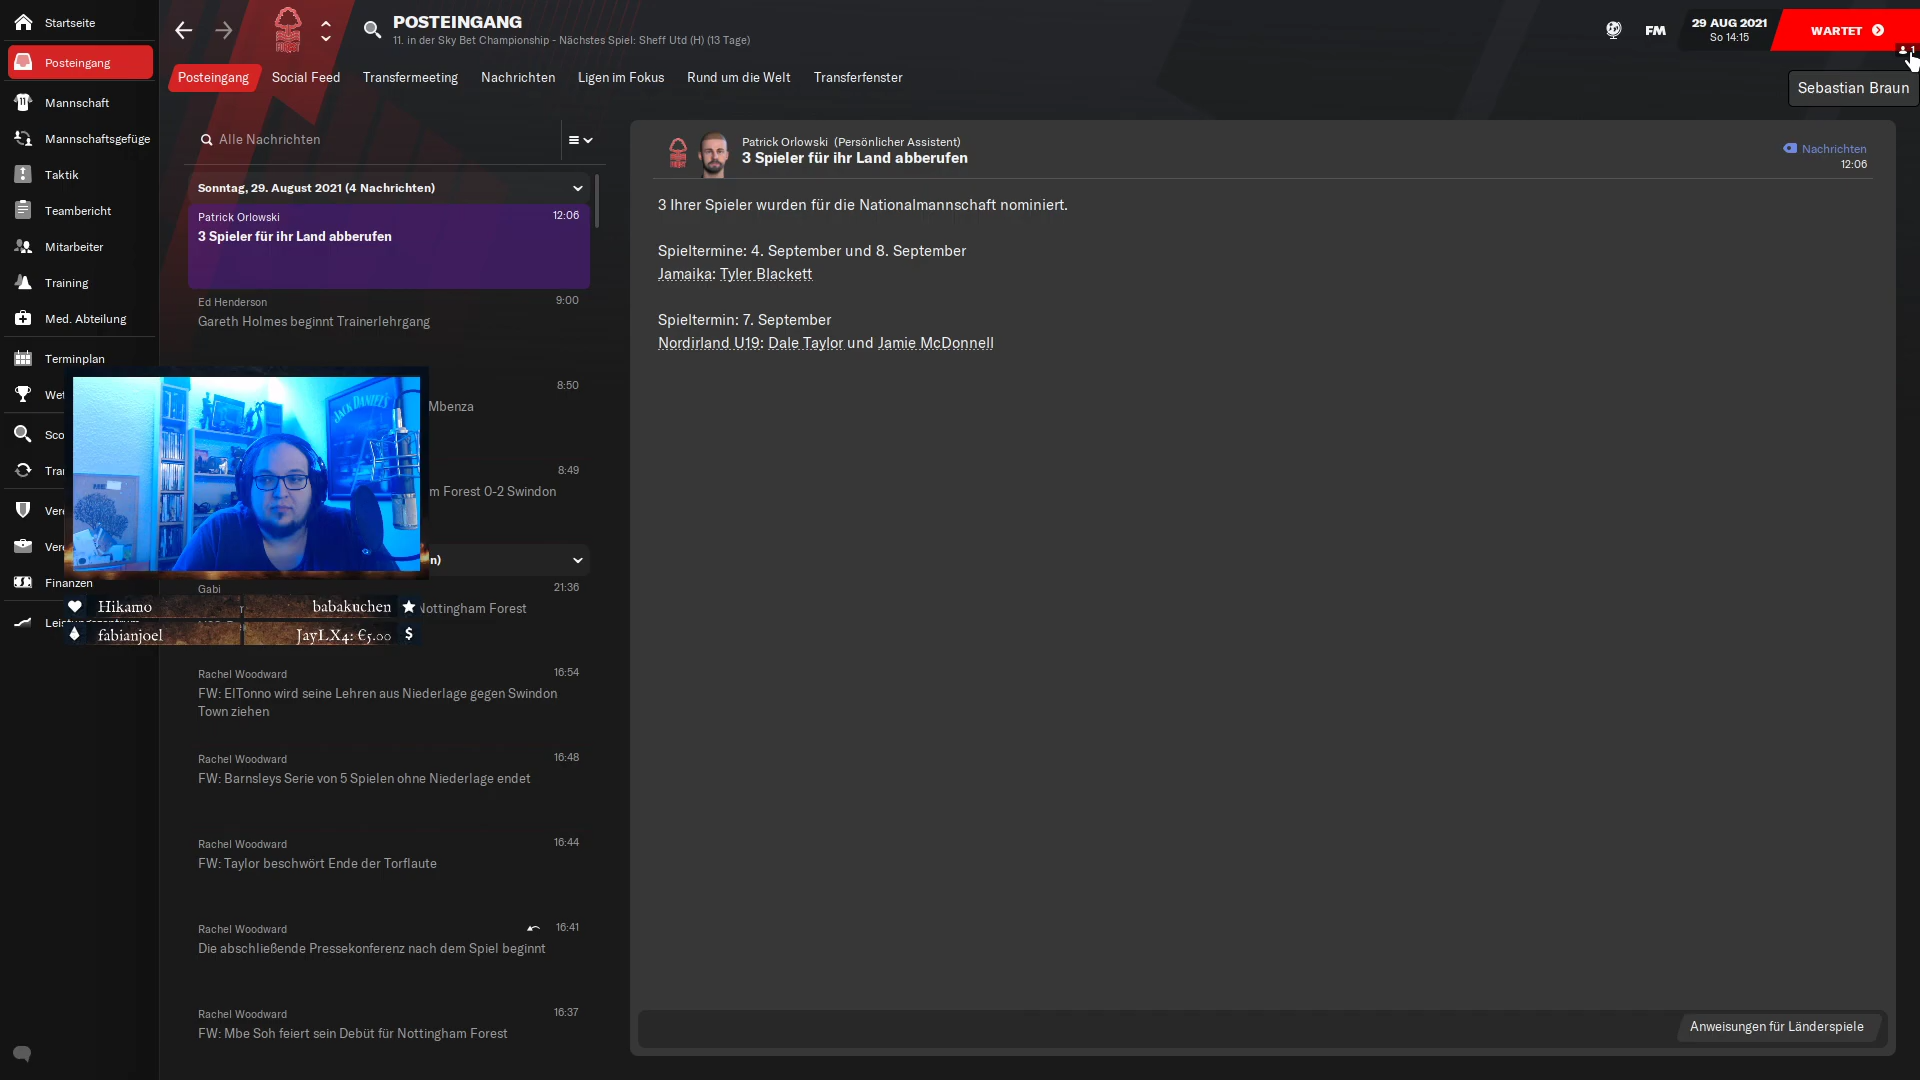 Startseite
Posteingang
Mannschaft
Mannschaftsgefüge
Taktik
Teambericht
Mitarbeiter
Training
Med. Abteilung
Terminplan
Wet
Sco
Tra
Ver
Ver
Finanzen
Leistungszentrum
POSTEINGANG
11. in der Sky Bet Championship - Nächstes Spiel: Sheff Utd (H) (13 Tage)
FM
29 AUG 2021
So 14:15
WARTET
1
Sebastian Braun
Posteingang
Social Feed
Transfermeeting
Nachrichten
Ligen im Fokus
Rund um die Welt
Transferfenster
Alle Nachrichten
Sonntag, 29. August 2021 (4 Nachrichten)
Patrick Orlowski 12:06
3 Spieler für ihr Land abberufen
Ed Henderson 9:00
Gareth Holmes beginnt Trainerlehrgang
8:50
Mbenza
8:49
m Forest 0-2 Swindon
n)
Gabi 21:36
Nottingham Forest
JACK DANIEL'S
Hikamo
babakuchen
fabianjoel
JayLX4: €5.00
$
Rachel Woodward 16:54
FW: ElTonno wird seine Lehren aus Niederlage gegen Swindon
Town ziehen
Rachel Woodward 16:48
FW: Barnsleys Serie von 5 Spielen ohne Niederlage endet
Rachel Woodward 16:44
FW: Taylor beschwört Ende der Torflaute
Rachel Woodward 16:41
Die abschließende Pressekonferenz nach dem Spiel beginnt
Rachel Woodward 16:37
FW: Mbe Soh feiert sein Debüt für Nottingham Forest
Patrick Orlowski (Persönlicher Assistent)
3 Spieler für ihr Land abberufen
Nachrichten
12:06
3 Ihrer Spieler wurden für die Nationalmannschaft nominiert.
Spieltermine: 4. September und 8. September
Jamaika: Tyler Blackett
Spieltermin: 7. September
Nordirland U19: Dale Taylor und Jamie McDonnell
Anweisungen für Länderspiele